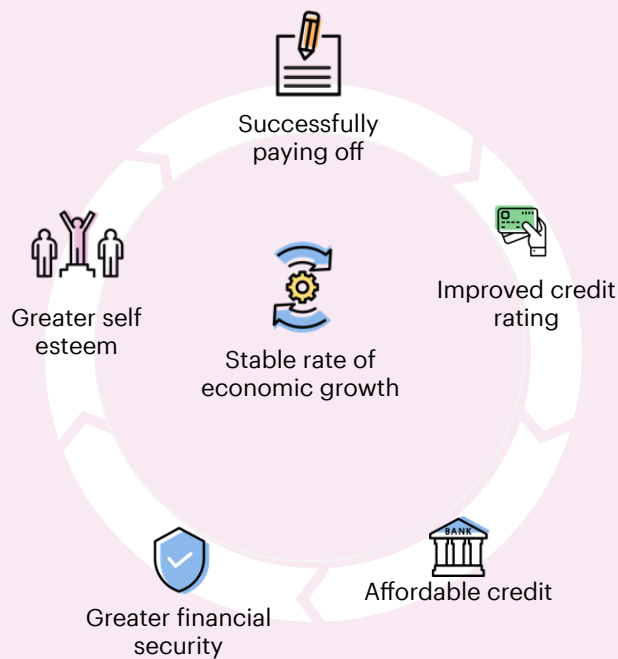 Successfully
paying off
Improved credit
rating
BANK
Affordable credit
Greater financial
security
Greater self
esteem
Stable rate of
economic growth